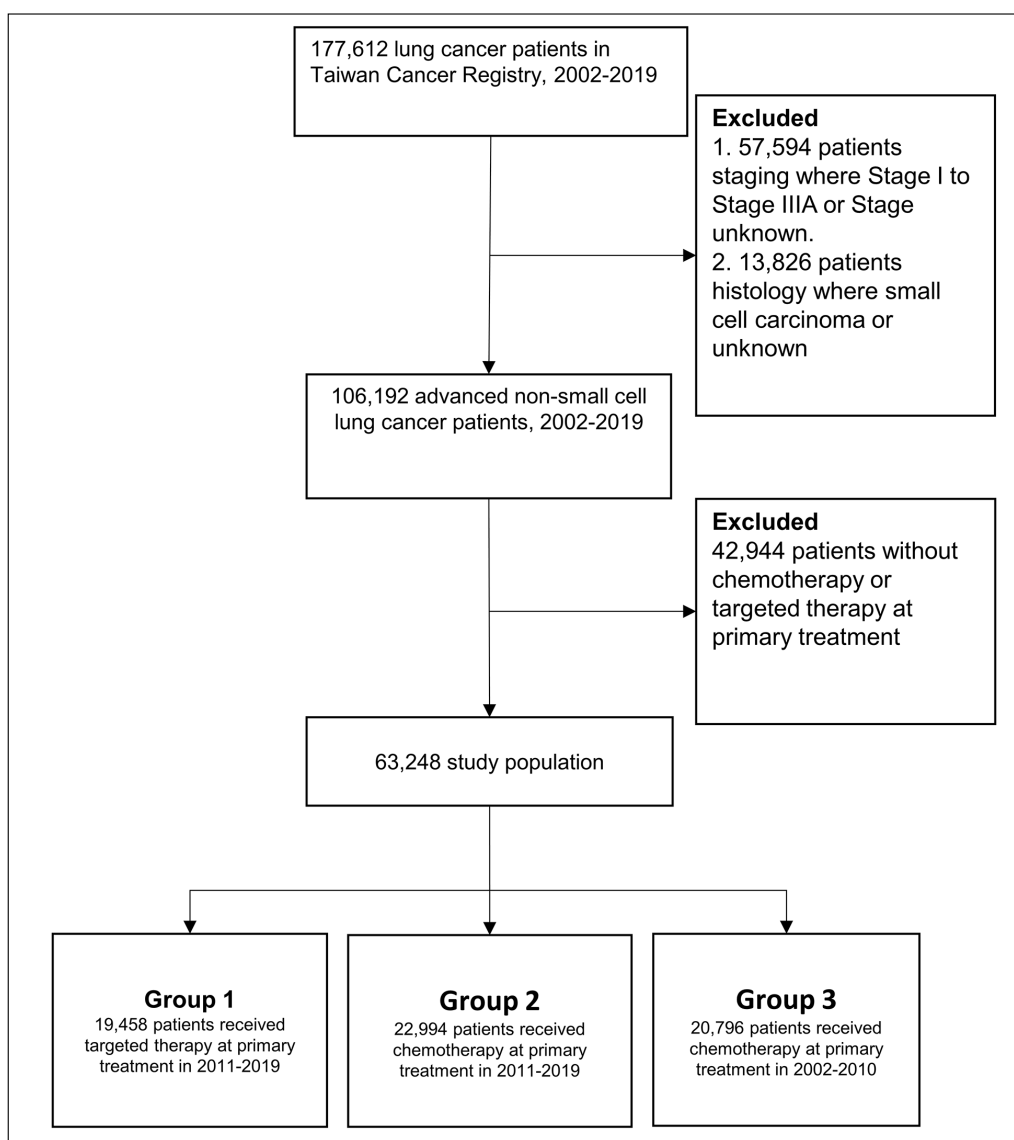 177,612 lung cancer patients in
Taiwan Cancer Registry, 2002-2019
Excluded
1. 57,594 patients
staging where Stage I to
Stage IIIA or Stage
unknown.
2. 13,826 patients
histology where small
cell carcinoma or
unknown
106,192 advanced non-small cell
lung cancer patients, 2002-2019
Excluded
42,944 patients without
chemotherapy or
targeted therapy at
primary treatment
63,248 study population
Group 1
19,458 patients received
targeted therapy at primary
treatment in 2011-2019
Group 2
22,994 patients received
chemotherapy at primary
treatment in 2011-2019
Group 3
20,796 patients received
chemotherapy at primary
treatment in 2002-2010